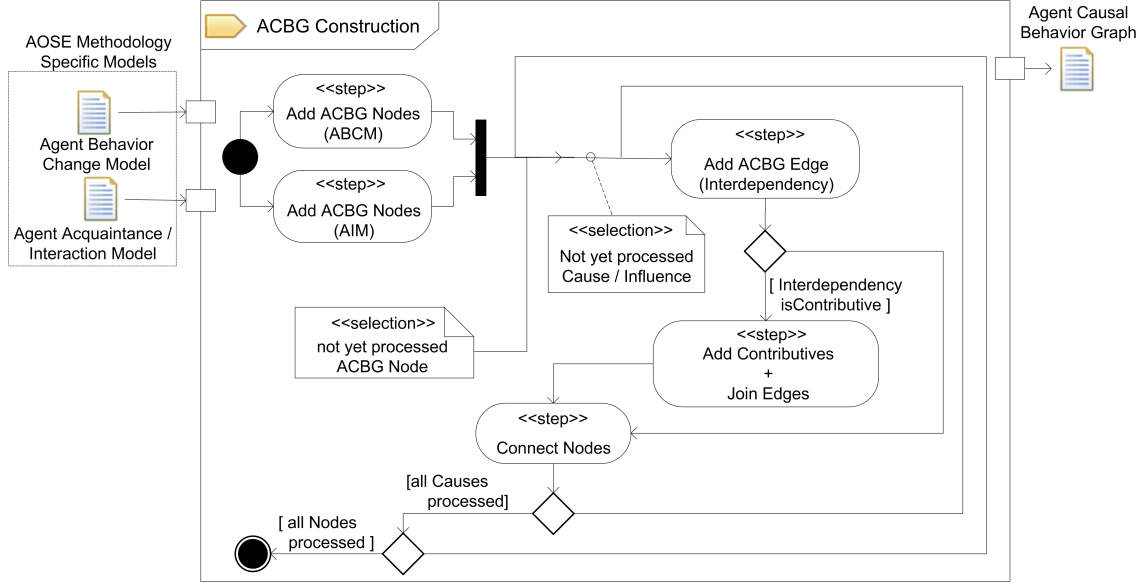 ACBG Construction
Agent Causal
Behavior Graph
AOSE Methodology
Specific Models
Agent Behavior
Change Model
Agent Acquaintance /
Interaction Model
<<step>>
Add ACBG Nodes
(ABCM)
<<step>>
Add ACBG Nodes
(AIM)
<<step>>
Add ACBG Edge
(Interdependency)
<<selection>>
Not yet processed
Cause / Influence
[ Interdependency
isContributive ]
<<selection>>
not yet processed
ACBG Node
<<step>>
Add Contributives
+
Join Edges
<<step>>
Connect Nodes
[all Causes
processed]
[ all Nodes
processed ]